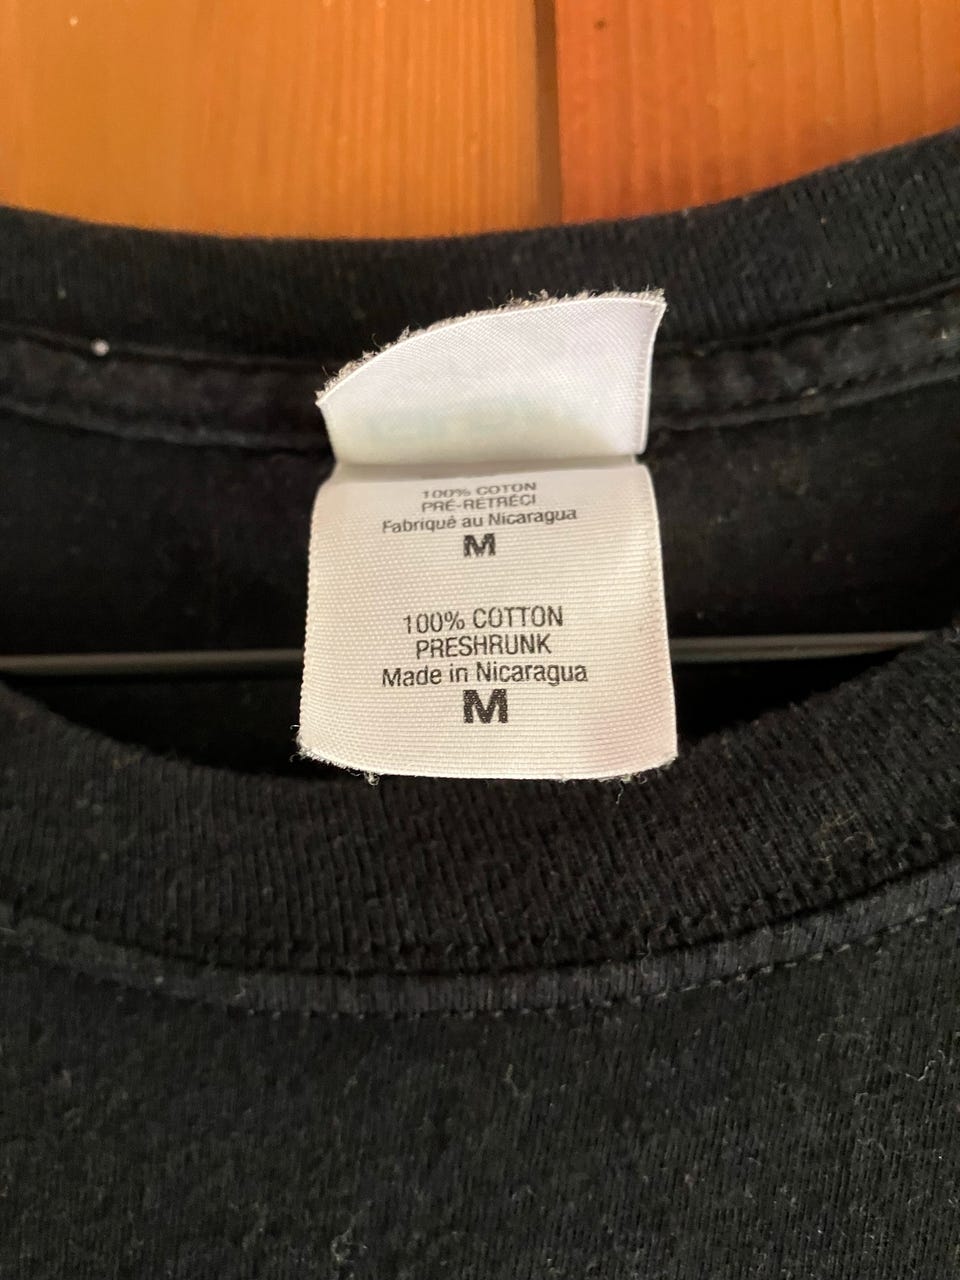 100% COTON
PRÉ-RÉTRÉCI
Fabriqué au Nicaragua
M
100% COTTON
PRESHRUNK
Made in Nicaragua
M